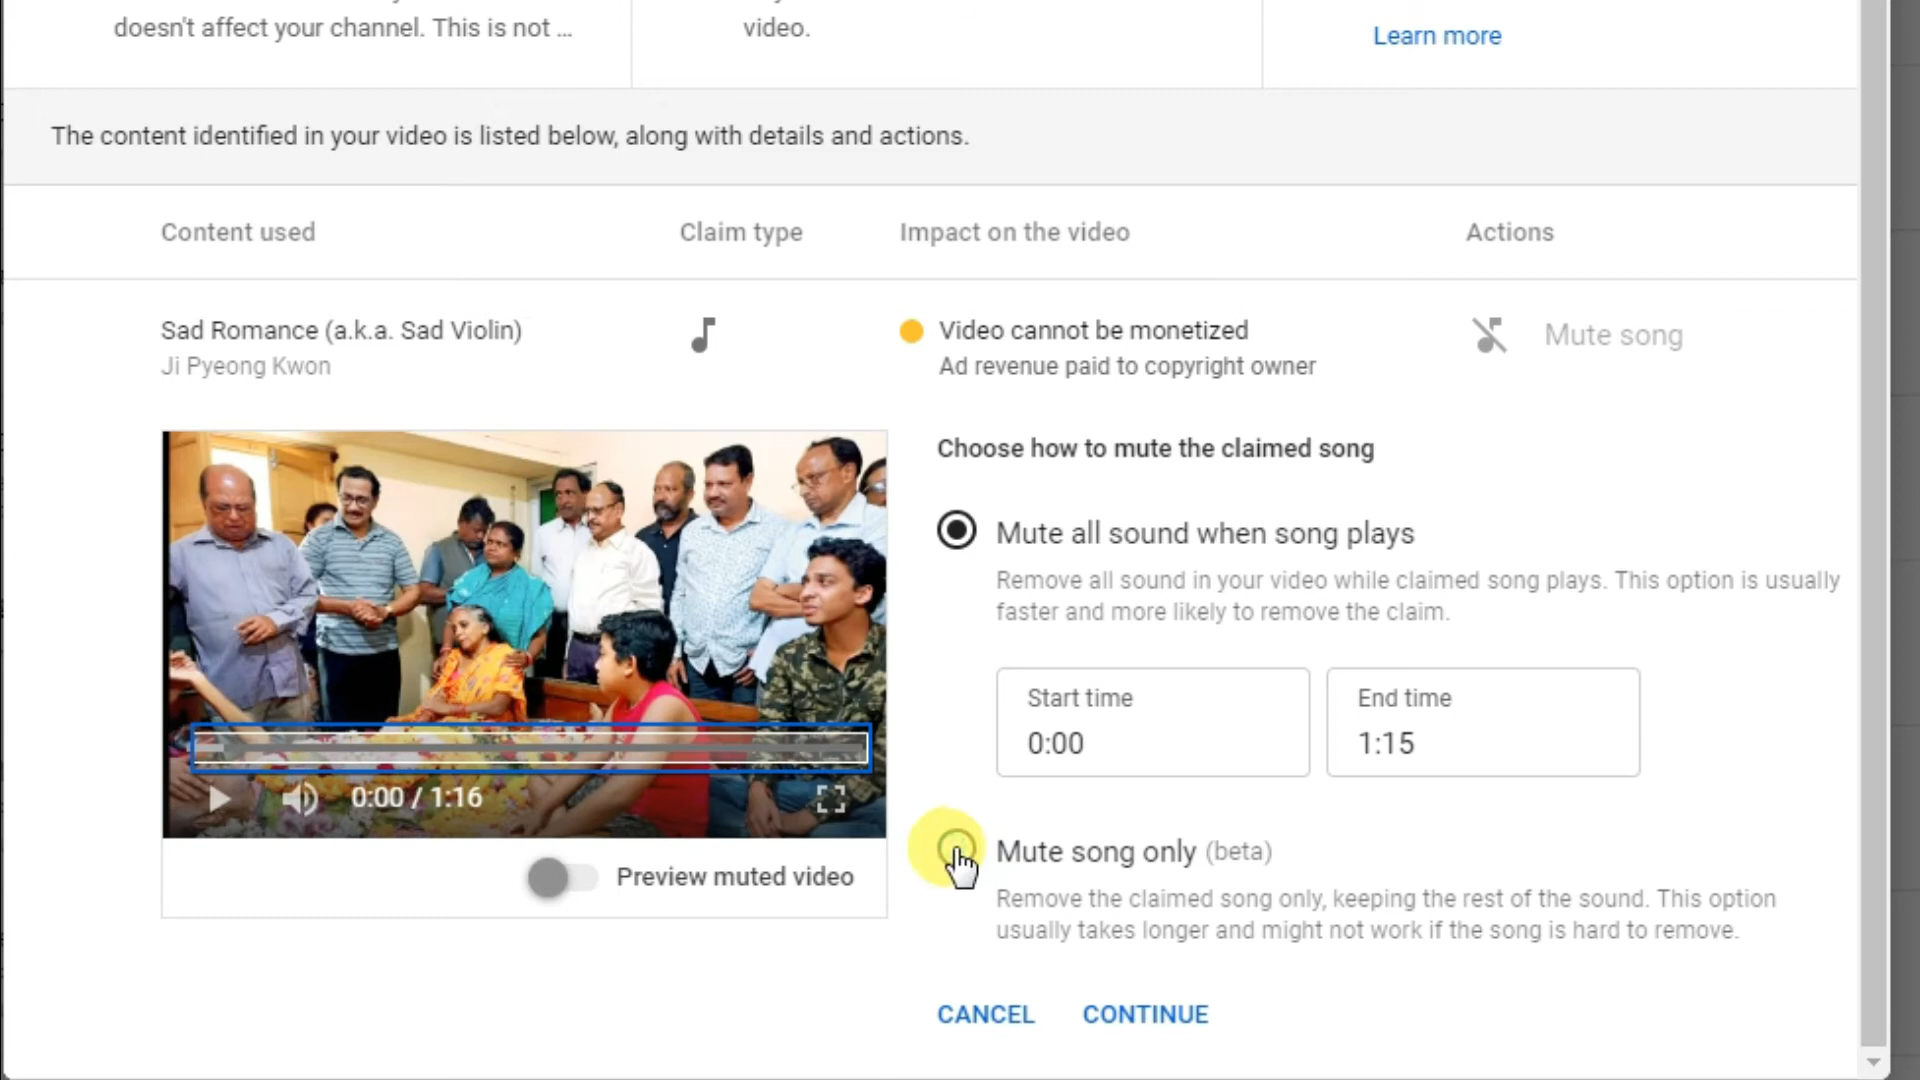 doesn't affect your channel. This is not ...
video.
Learn more
The content identified in your video is listed below, along with details and actions.
Content used
Claim type
Impact on the video
Actions
Sad Romance (a.k.a. Sad Violin)
Ji Pyeong Kwon
Video cannot be monetized
Ad revenue paid to copyright owner
Mute song
Choose how to mute the claimed song
Mute all sound when song plays
Remove all sound in your video while claimed song plays. This option is usually
faster and more likely to remove the claim.
Start time
0:00
End time
1:15
0:00 / 1:16
Preview muted video
Mute song only (beta)
Remove the claimed song only, keeping the rest of the sound. This option
usually takes longer and might not work if the song is hard to remove.
CANCEL
CONTINUE